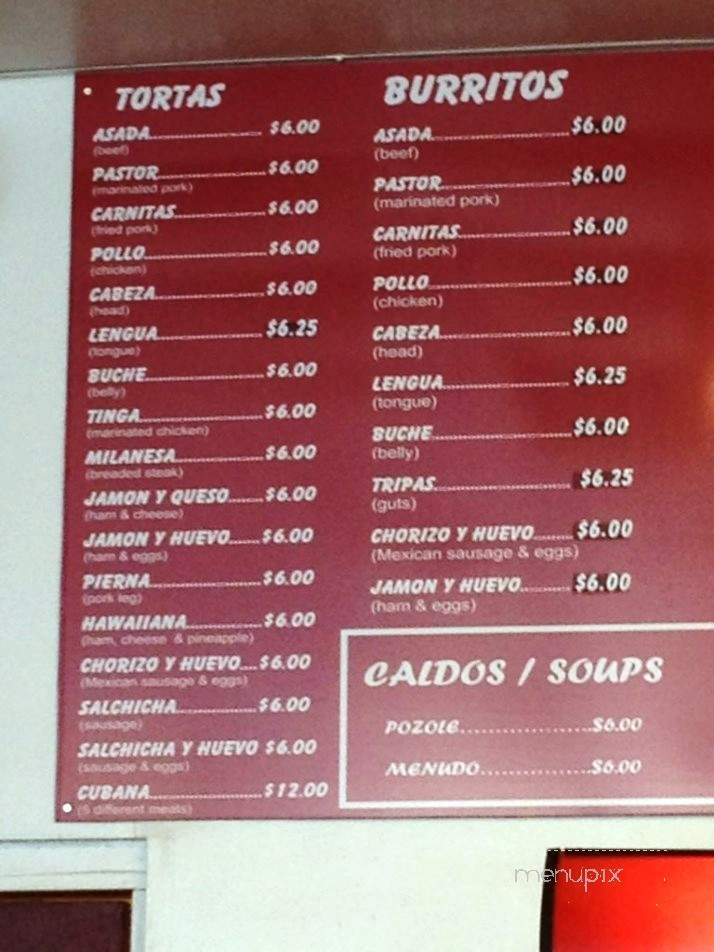 TORTAS
ASADA $6.00
(beef)
PASTOR $6.00
(marinated pork)
CARNITAS $6.00
(fried pork)
POLLO $6.00
(chicken)
CABEZA $6.00
(head)
LENGUA $6.25
(tongue)
BUCHE $6.00
(belly)
TINGA $6.00
(marinated chicken)
MILANESA $6.00
(breaded steak)
JAMON Y QUESO $6.00
(ham & cheese)
JAMON Y HUEVO $6.00
(ham & eggs)
PIERNA $6.00
(pork leg)
HAWAIIANA $6.00
(ham, cheese & pineapple)
CHORIZO Y HUEVO $6.00
(Mexican sausage & eggs)
SALCHICHA $6.00
(sausage)
SALCHICHA Y HUEVO $6.00
(sausage & eggs)
CUBANA $12.00
(5 different meats)
BURRITOS
ASADA $6.00
(beef)
PASTOR $6.00
(marinated pork)
CARNITAS $6.00
(fried pork)
POLLO $6.00
(chicken)
CABEZA $6.00
(head)
LENGUA $6.25
(tongue)
BUCHE $6.00
(belly)
TRIPAS $6.25
(guts)
CHORIZO Y HUEVO $6.00
(Mexican sausage & eggs)
JAMON Y HUEVO $6.00
(ham & eggs)
CALDOS / SOUPS
POZOLE $6.00
MENUDO $6.00
menupix